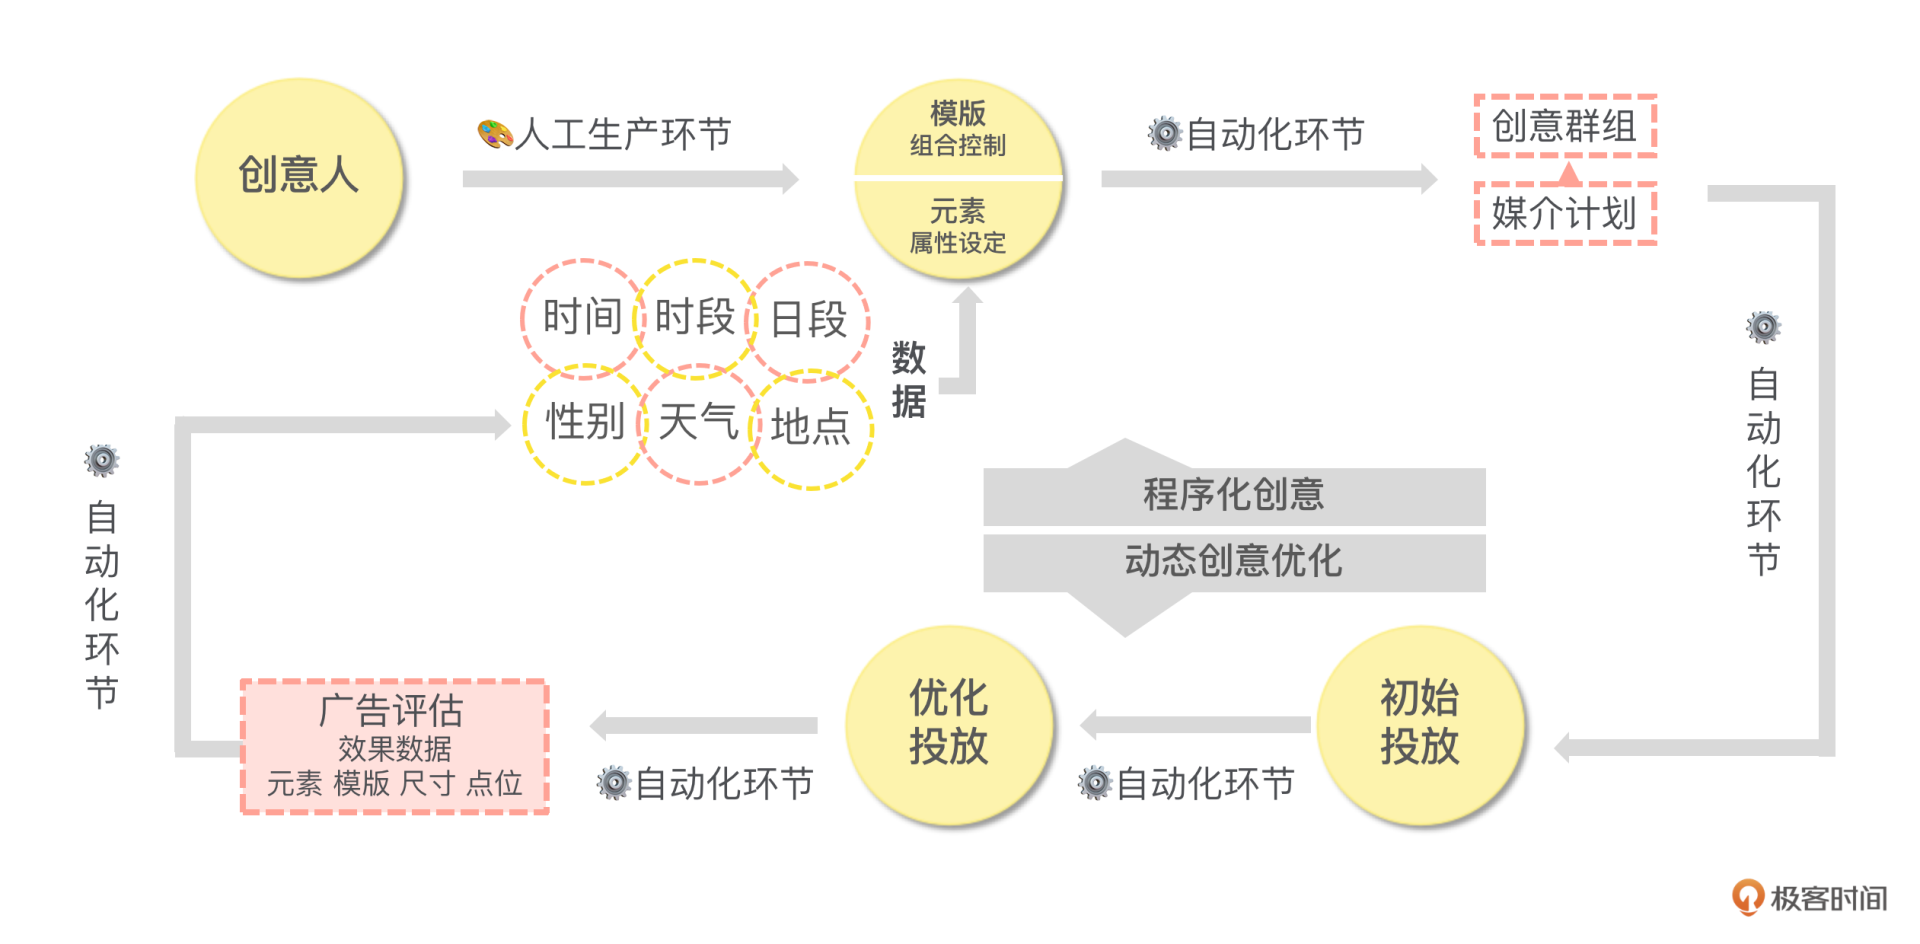 创意人
人工生产环节
模版
组合控制
元素
属性设定
自动化环节
创意群组
媒介计划
时间
时段
日段
性别
天气
地点
数据
自动化环节
自动化环节
程序化创意
动态创意优化
广告评估
效果数据
元素 模版 尺寸 点位
自动化环节
优化
投放
自动化环节
初始
投放
极客时间